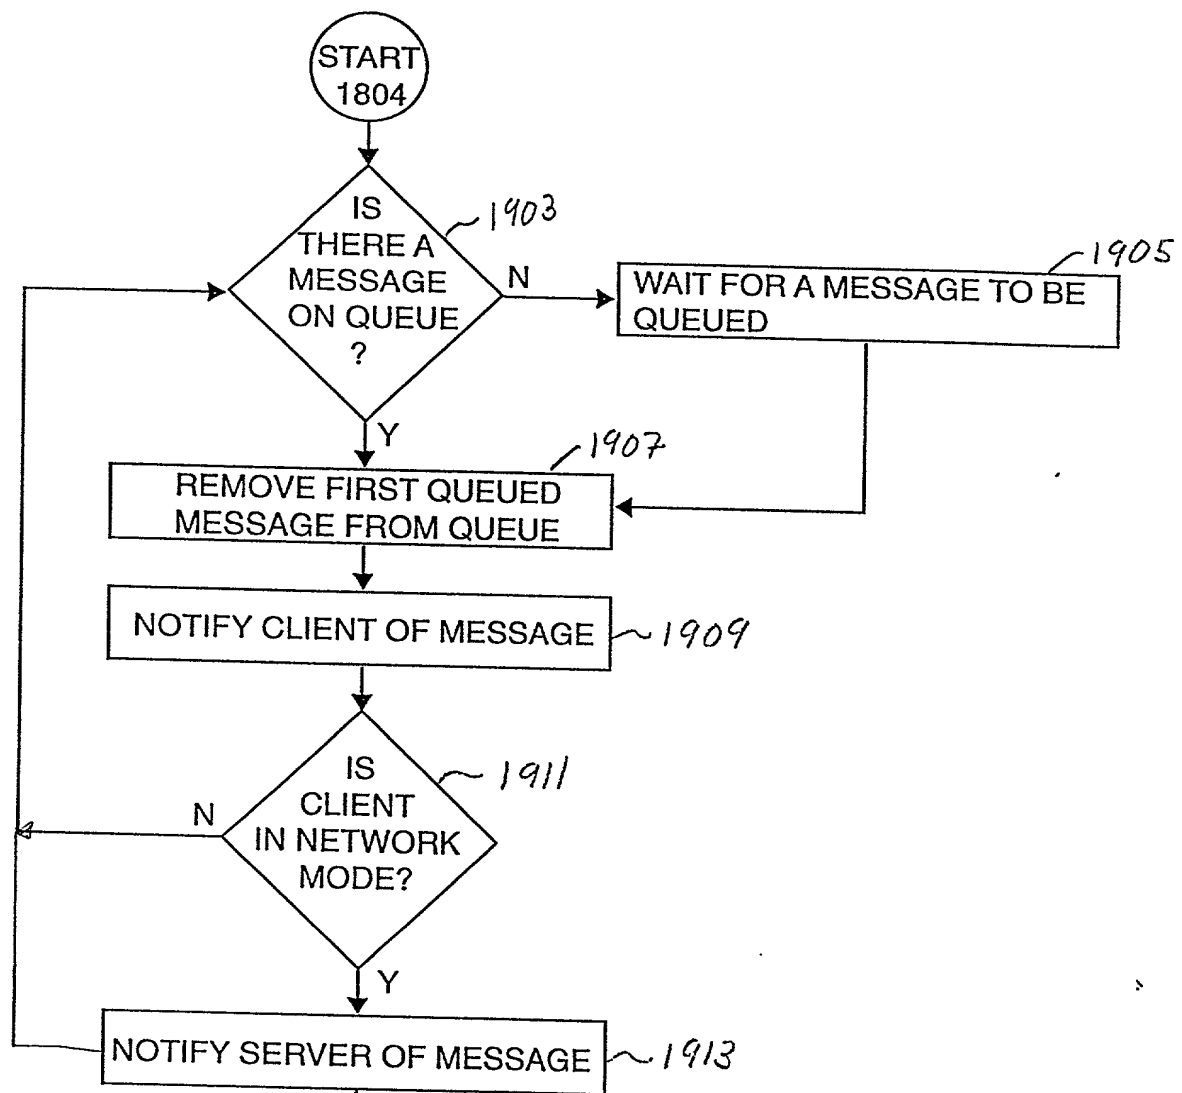 START
1804
IS
THERE A
MESSAGE
ON QUEUE
?
1903
N
WAIT FOR A MESSAGE TO BE
QUEUED
1905
Y
1907
REMOVE FIRST QUEUED
MESSAGE FROM QUEUE
NOTIFY CLIENT OF MESSAGE
1909
IS
CLIENT
IN NETWORK
MODE?
1911
N
Y
NOTIFY SERVER OF MESSAGE
1913